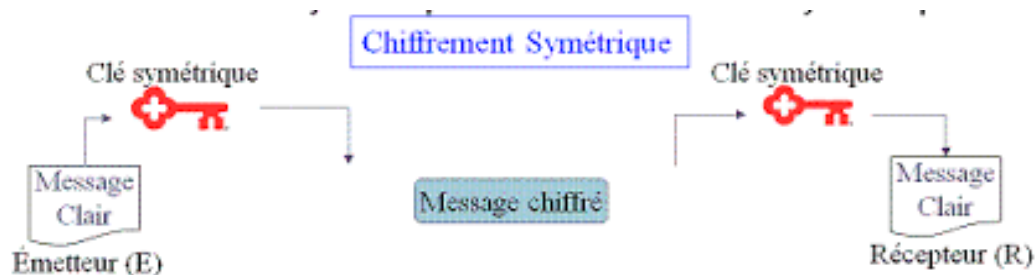 Chiffrement Symétrique
Clé symétrique
Clé symétrique
Message
Clair
Message chiffré
Message
Clair
Émetteur (E)
Récepteur (R)